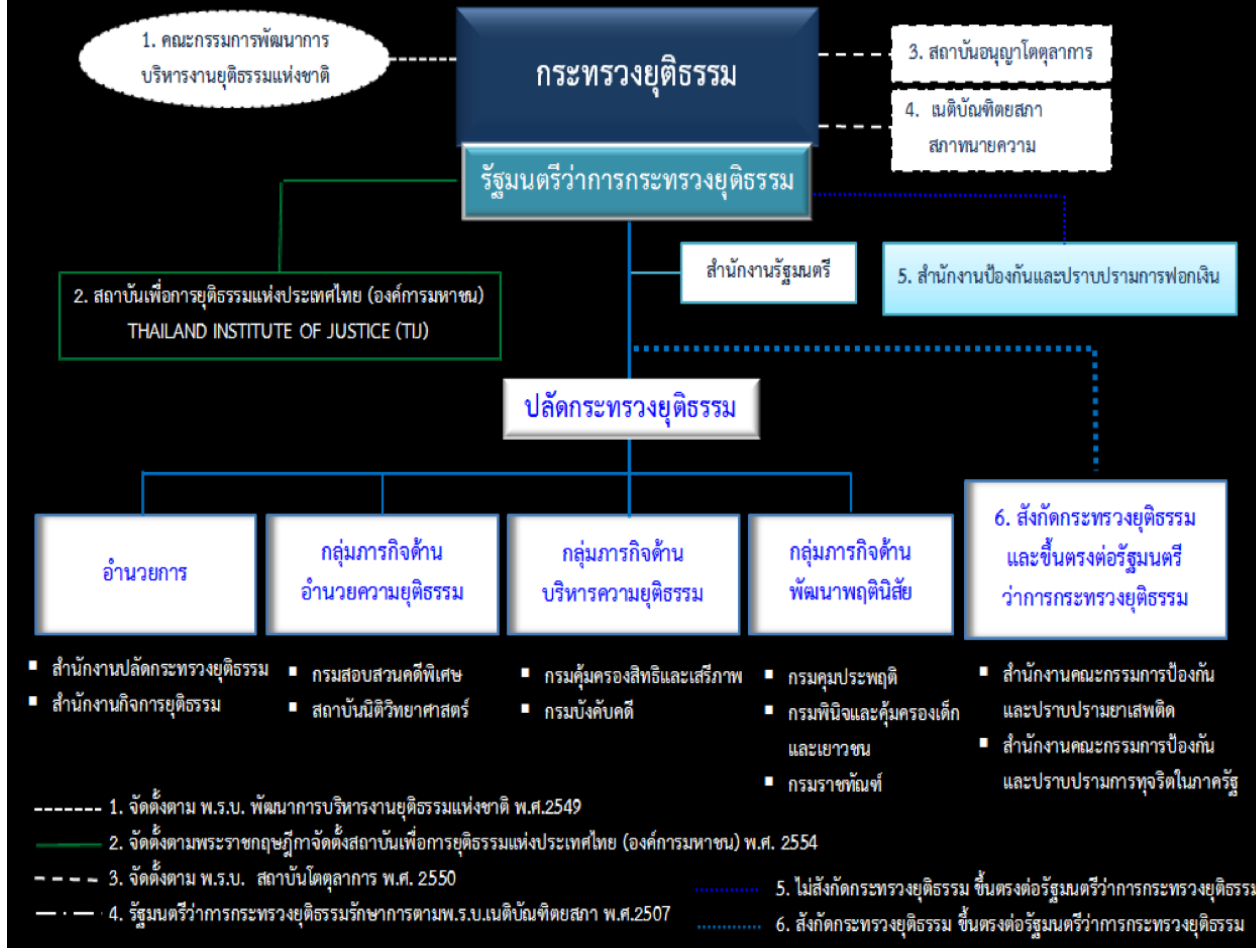 1. คณะกรรมการพัฒนาการ
บริหารงานยุติธรรมแห่งชาติ
กระทรวงยุติธรรม
3. สถาบันอนุญาโตตุลาการ
4. เนติบัณฑิตยสภา
สภาทนายความ
รัฐมนตรีว่าการกระทรวงยุติธรรม
สำนักงานรัฐมนตรี
5. สำนักงานป้องกันและปราบปรามการฟอกเงิน
2. สถาบันเพื่อการยุติธรรมแห่งประเทศไทย (องค์การมหาชน)
THAILAND INSTITUTE OF JUSTICE (TIJ)
ปลัดกระทรวงยุติธรรม
อำนวยการ
กลุ่มภารกิจด้าน
อำนวยความยุติธรรม
กลุ่มภารกิจด้าน
บริหารความยุติธรรม
กลุ่มภารกิจด้าน
พัฒนาพฤตินิสัย
6. สังกัดกระทรวงยุติธรรม
และขึ้นตรงต่อรัฐมนตรี
ว่าการกระทรวงยุติธรรม
▪ สำนักงานปลัดกระทรวงยุติธรรม
▪ สำนักงานกิจการยุติธรรม
▪ กรมสอบสวนคดีพิเศษ
▪ สถาบันนิติวิทยาศาสตร์
▪ กรมคุ้มครองสิทธิและเสรีภาพ
▪ กรมบังคับคดี
▪ กรมคุมประพฤติ
▪ กรมพินิจและคุ้มครองเด็ก
และเยาวชน
▪ กรมราชทัณฑ์
▪ สำนักงานคณะกรรมการป้องกัน
และปราบปรามยาเสพติด
▪ สำนักงานคณะกรรมการป้องกัน
และปราบปรามการทุจริตในภาครัฐ
1. จัดตั้งตาม พ.ร.บ. พัฒนาการบริหารงานยุติธรรมแห่งชาติ พ.ศ.2549
2. จัดตั้งตามพระราชกฤษฎีกาจัดตั้งสถาบันเพื่อการยุติธรรมแห่งประเทศไทย (องค์การมหาชน) พ.ศ. 2554
3. จัดตั้งตาม พ.ร.บ. สถาบันโตตุลาการ พ.ศ. 2550
4. รัฐมนตรีว่าการกระทรวงยุติธรรมรักษาการตามพ.ร.บ.เนติบัณฑิตยสภา พ.ศ.2507
5. ไม่สังกัดกระทรวงยุติธรรม ขึ้นตรงต่อรัฐมนตรีว่าการกระทรวงยุติธรรม
6. สังกัดกระทรวงยุติธรรม ขึ้นตรงต่อรัฐมนตรีว่าการกระทรวงยุติธรรม